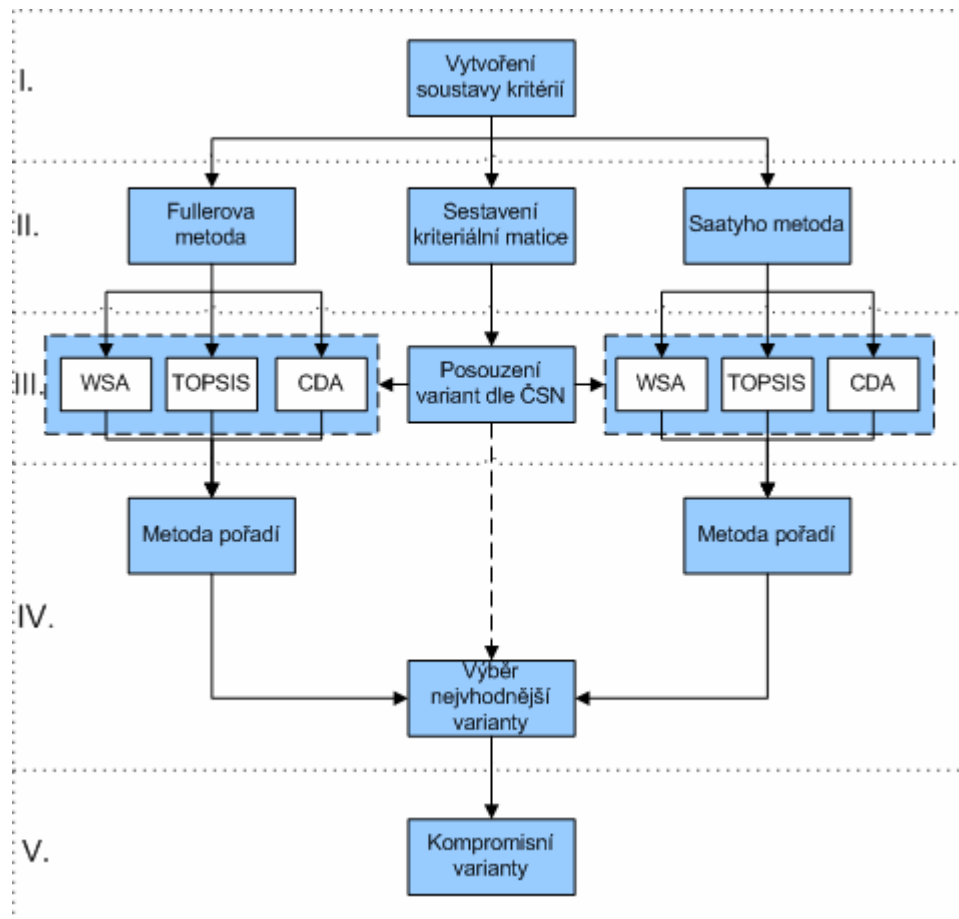 I.
Vytvoření
soustavy kritérií
II.
Fullerova
metoda
Sestavení
kriteriální matice
Saatyho metoda
III.
WSA
TOPSIS
CDA
Posouzení
variant dle ČSN
WSA
TOPSIS
CDA
IV.
Metoda pořadí
Metoda pořadí
Výběr
nejvhodnější
varianty
V.
Kompromisní
varianty